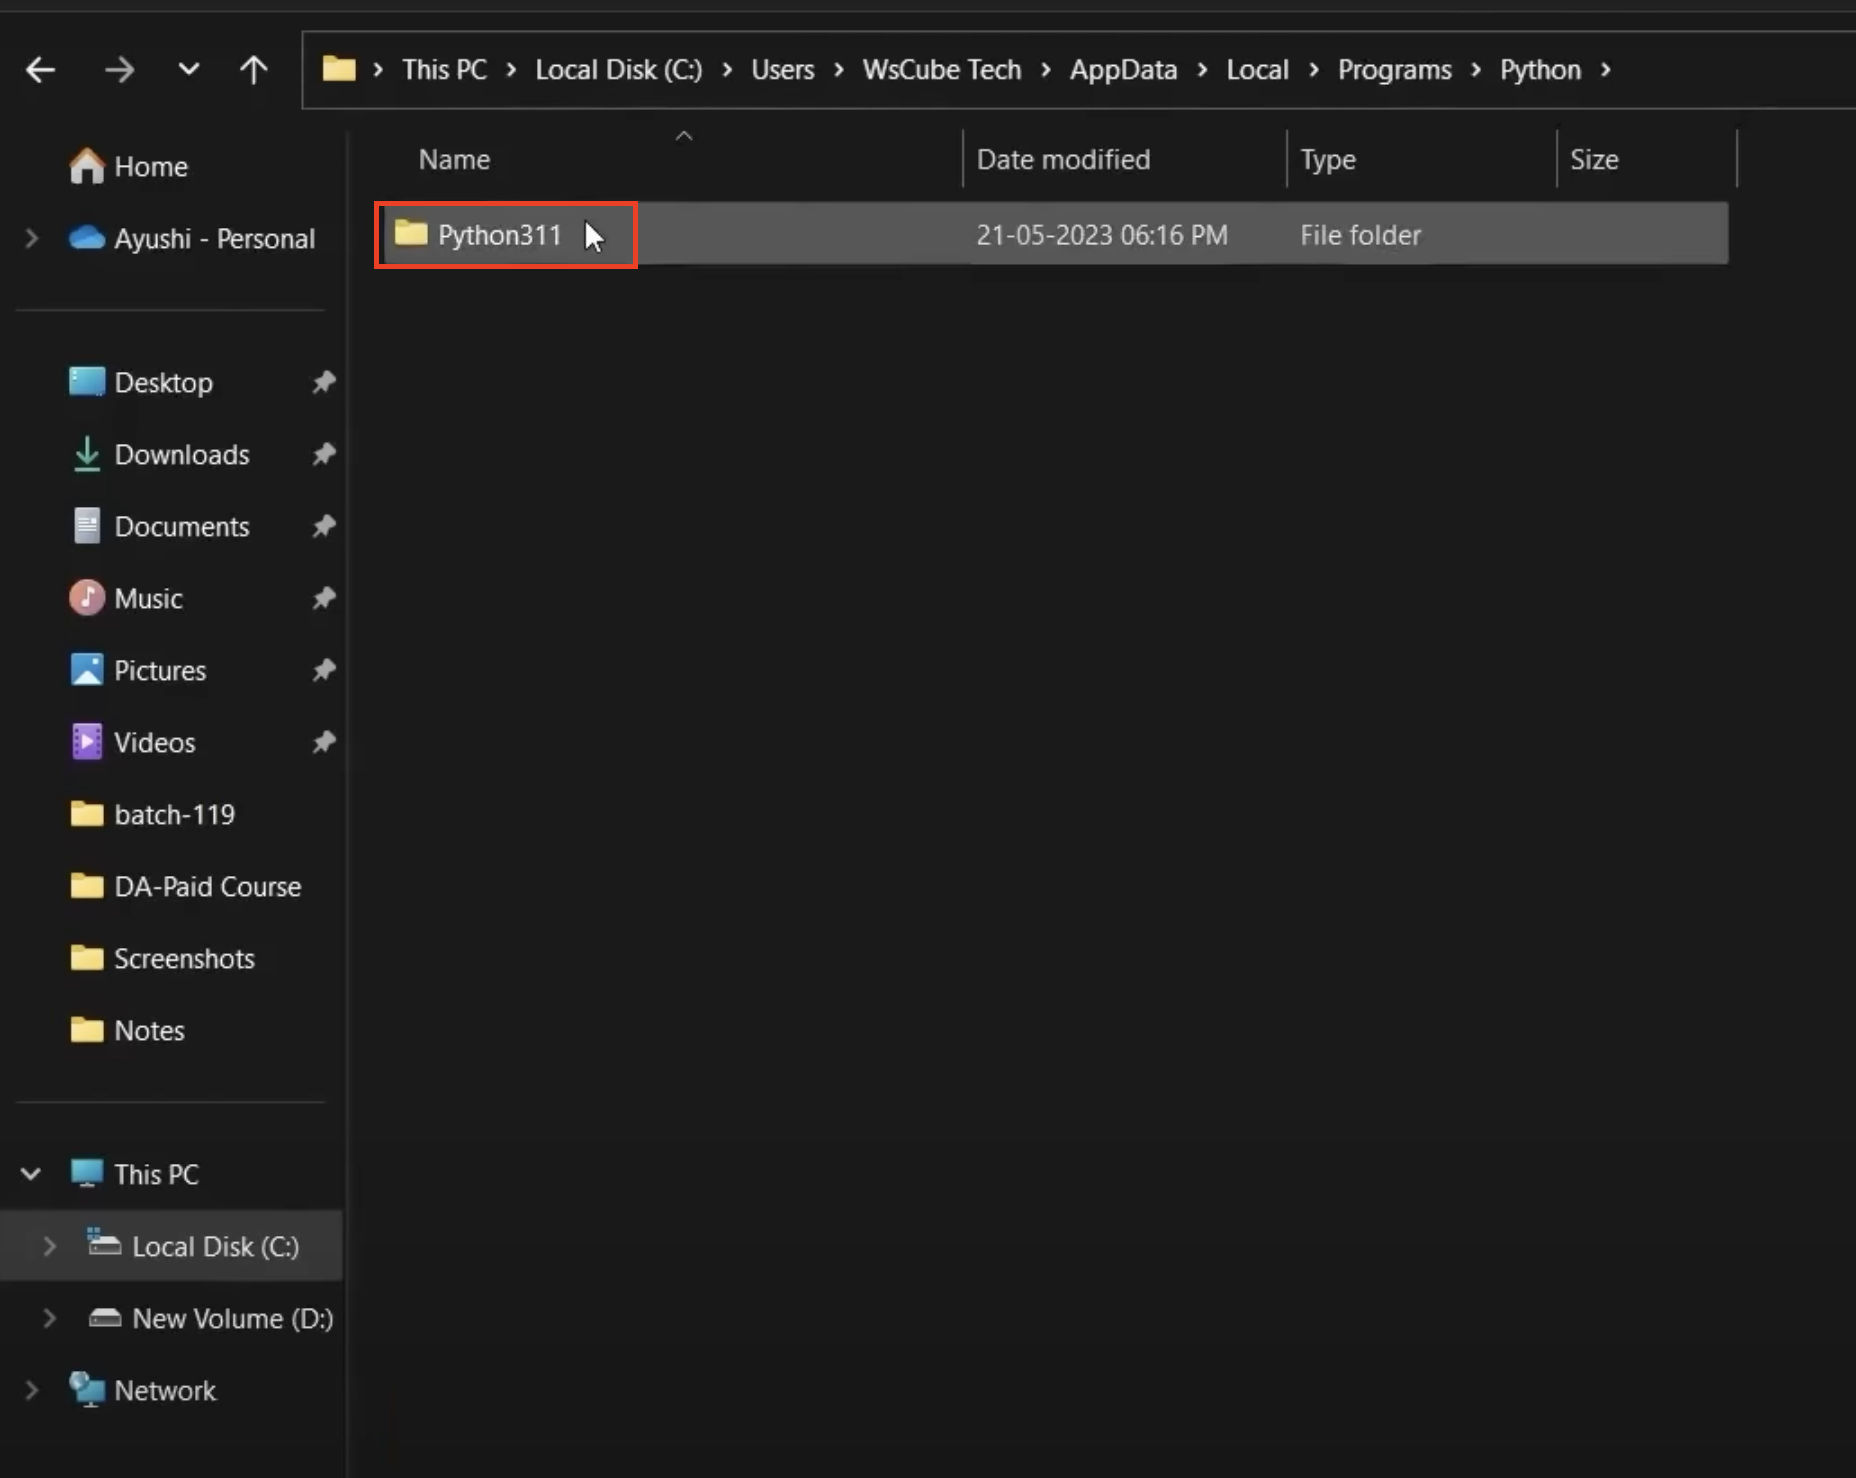 This PC > Local Disk (C:) > Users > WsCube Tech > AppData > Local > Programs > Python >
Name Date modified Type Size
Python311 21-05-2023 06:16 PM File folder
Home
Ayushi - Personal
Desktop
Downloads
Documents
Music
Pictures
Videos
batch-119
DA-Paid Course
Screenshots
Notes
This PC
Local Disk (C:)
New Volume (D:)
Network